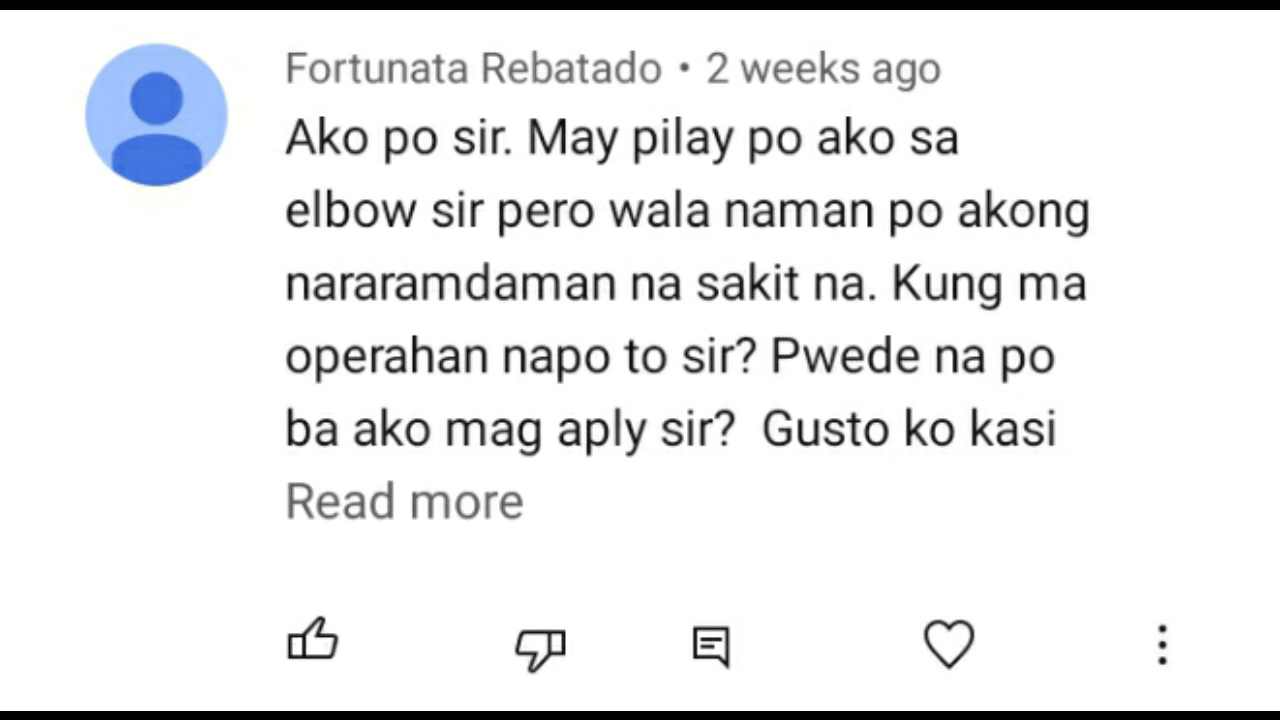 Fortunata Rebatado • 2 weeks ago
Ako po sir. May pilay po ako sa
elbow sir pero wala naman po akong
nararamdaman na sakit na. Kung ma
operahan napo to sir? Pwede na po
ba ako mag aply sir?  Gusto ko kasi
Read more